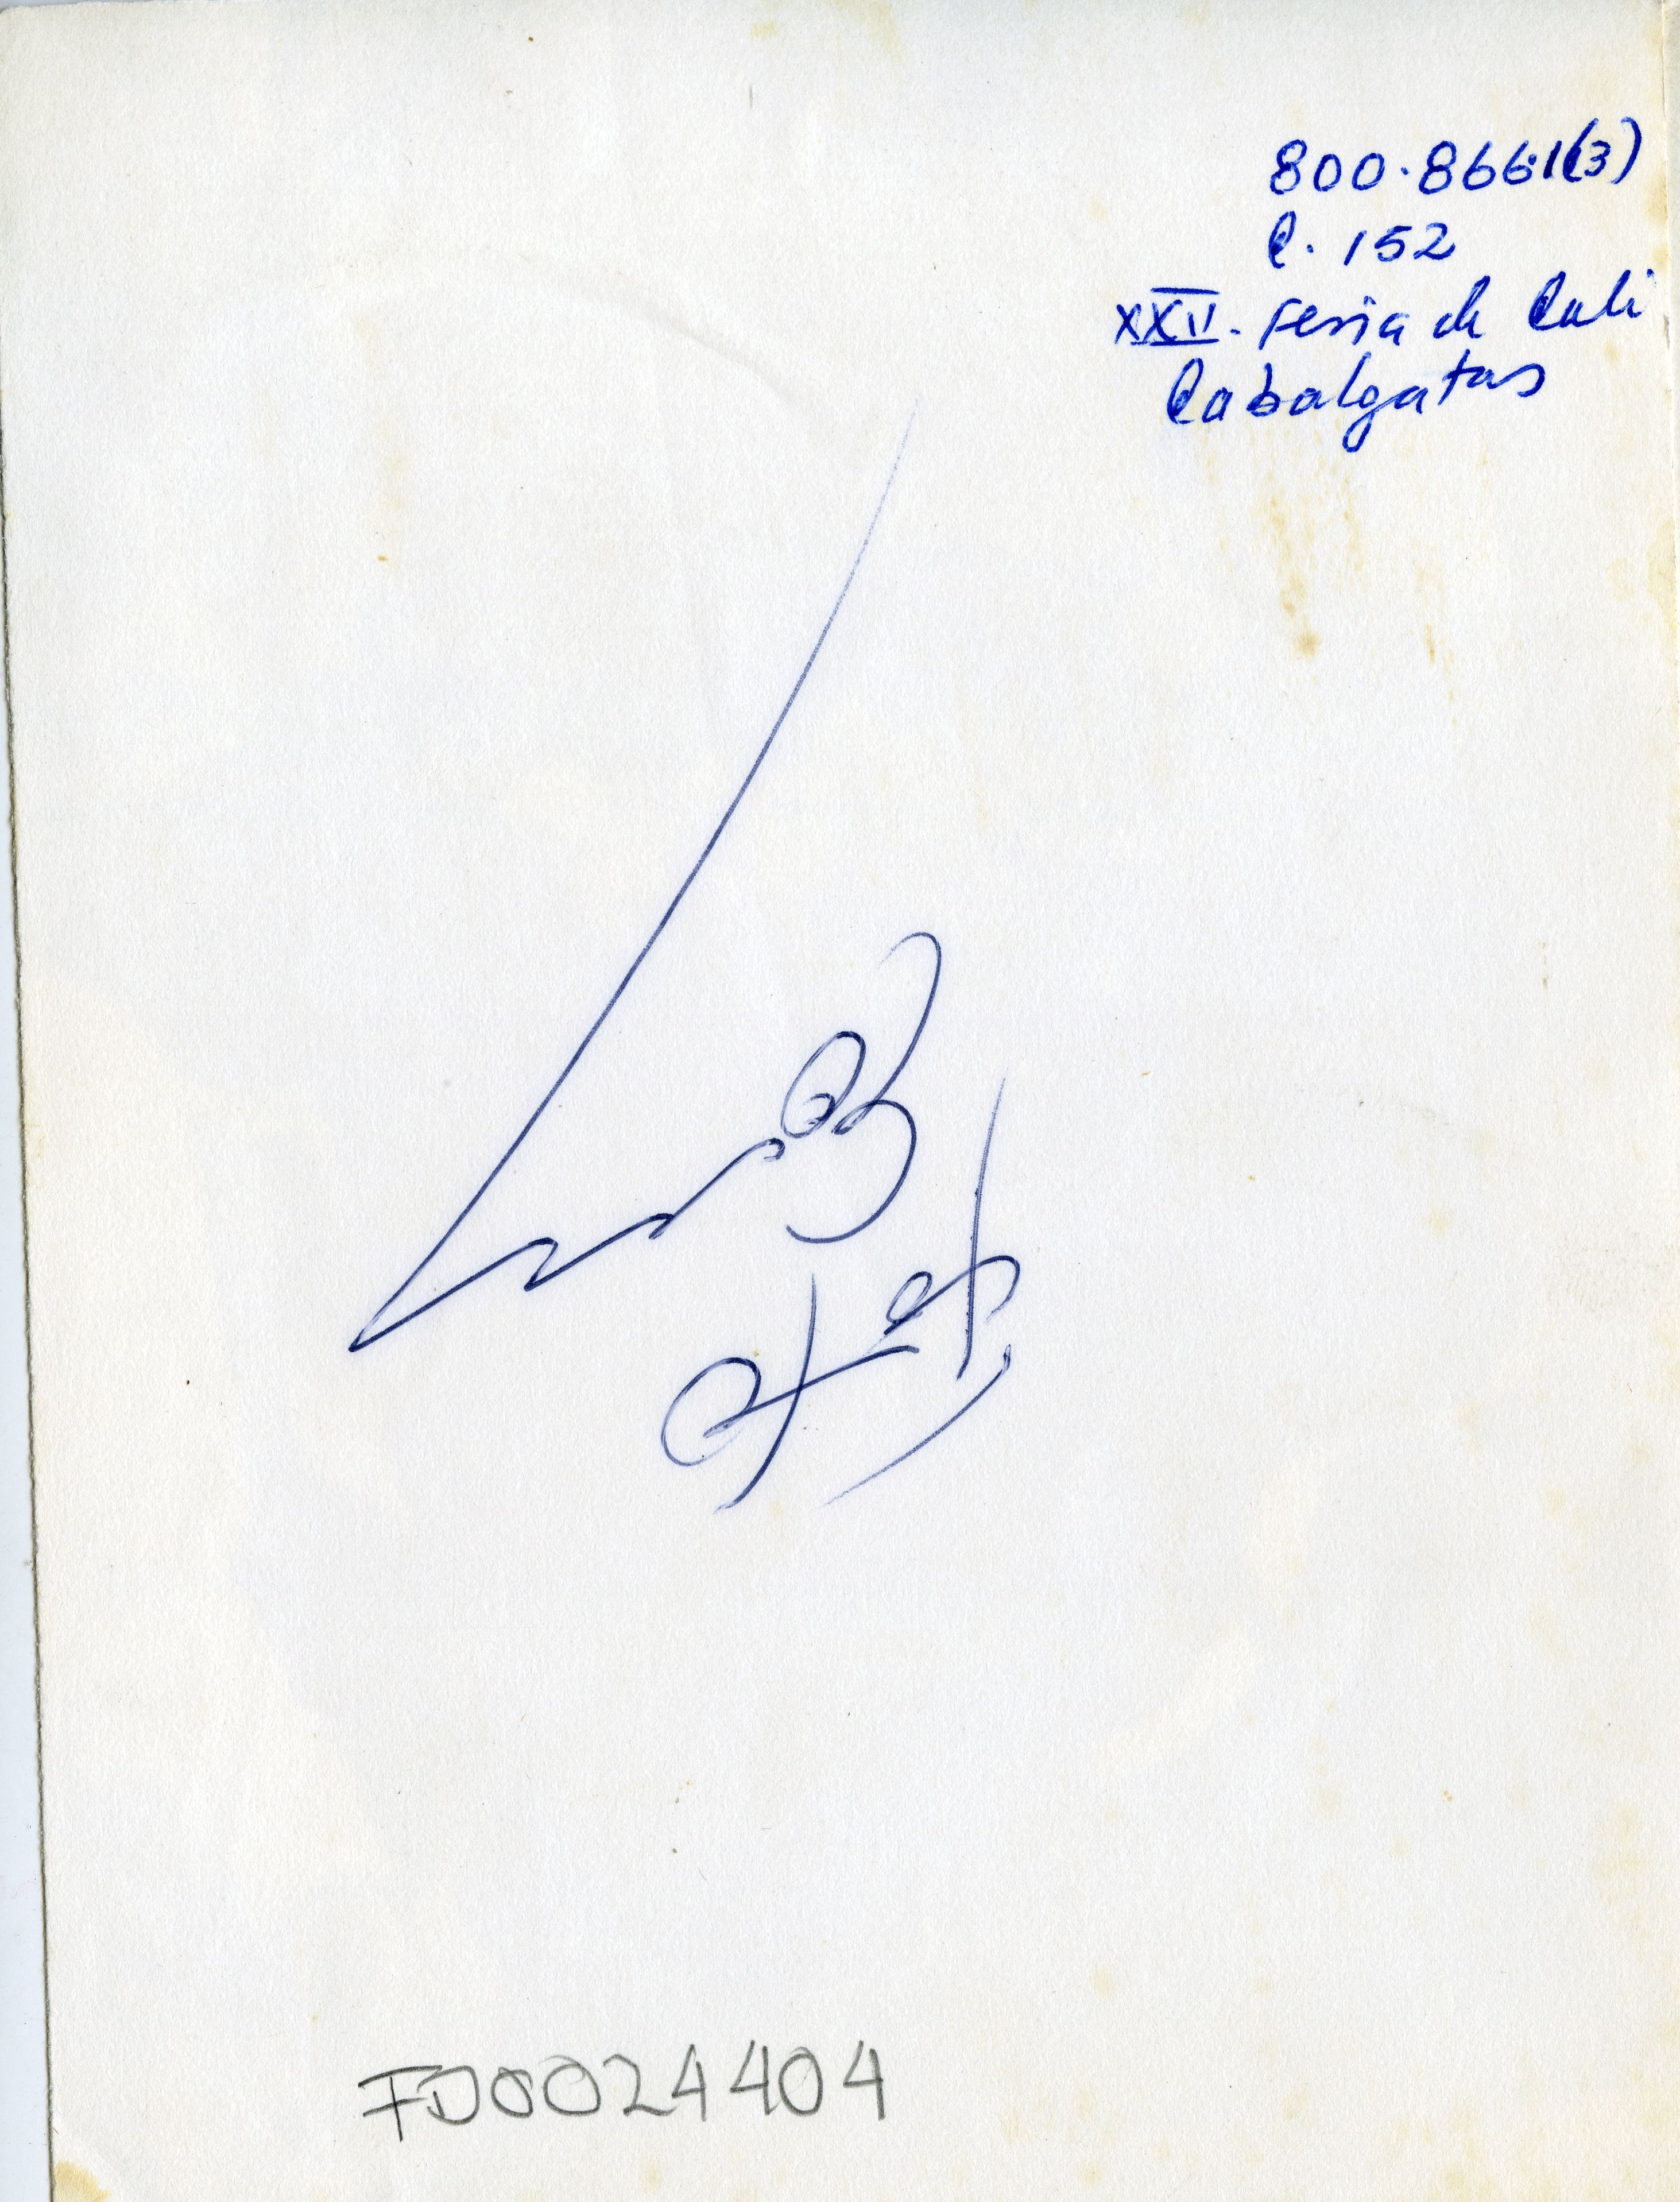 800.8661(3)
C. 152
XXV. Feria de Cali
Cabalgatas
FD0024404